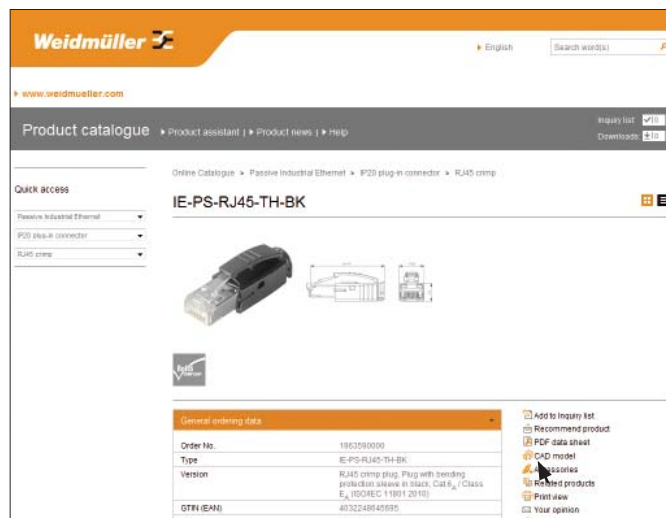 Weidmüller
English
Search word(s)
www.weidmueller.com
Product catalogue
Product assistant | Product news | Help
Inquiry list:
Downloads:
Online Catalogue > Passive Industrial Ethernet > IP20 plug-in connector > RJ45 crimp
Quick access
IE-PS-RJ45-TH-BK
Passive Industrial Ethernet
IP20 plug-in connector
RJ45 crimp
RoHS
General ordering data
Order No. 1963590000
Type IE-PS-RJ45-TH-BK
Version RJ45 crimp plug, Plug with bending
protection sleeve in black, Cat.6A / Class
EA (ISO/IEC 11801 2010)
GTIN (EAN) 4032248645695
Add to Inquiry list
Recommend product
PDF data sheet
CAD model
Related products
Print view
Your opinion